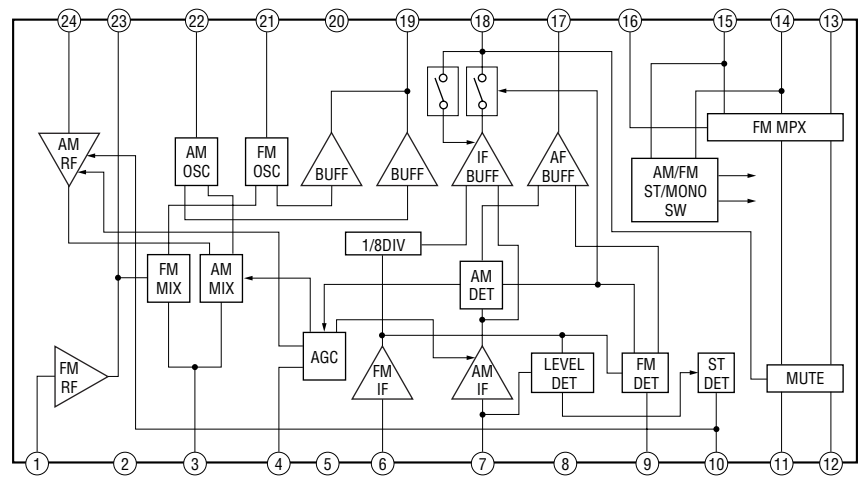 24 23 22 21 20 19 18 17 16 15 14 13
AM
RF
AM
OSC
FM
OSC
BUFF
BUFF
IF
BUFF
AF
BUFF
FM MPX
AM/FM
ST/MONO
SW
1/8DIV
FM
MIX
AM
MIX
AM
DET
FM
RF
AGC
FM
IF
AM
IF
LEVEL
DET
FM
DET
ST
DET
MUTE
1 2 3 4 5 6 7 8 9 10 11 12